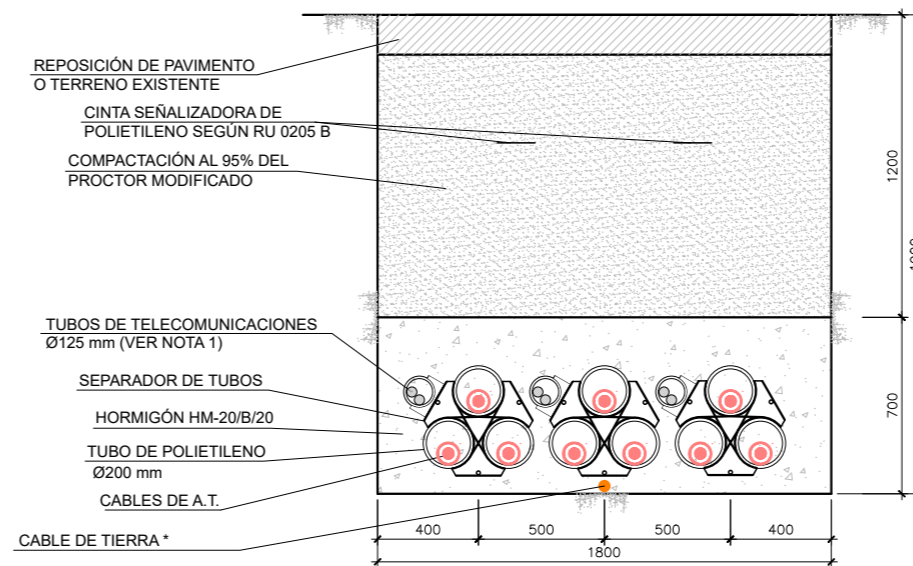 REPOSICIÓN DE PAVIMENTO
O TERRENO EXISTENTE
CINTA SEÑALIZADORA DE
POLIETILENO SEGÚN RU 0205 B
COMPACTACIÓN AL 95% DEL
PROCTOR MODIFICADO
TUBOS DE TELECOMUNICACIONES
Ø125 mm (VER NOTA 1)
SEPARADOR DE TUBOS
HORMIGÓN HM-20/B/20
TUBO DE POLIETILENO
Ø200 mm
CABLES DE A.T.
CABLE DE TIERRA *
1200
700
400
500
500
400
1800